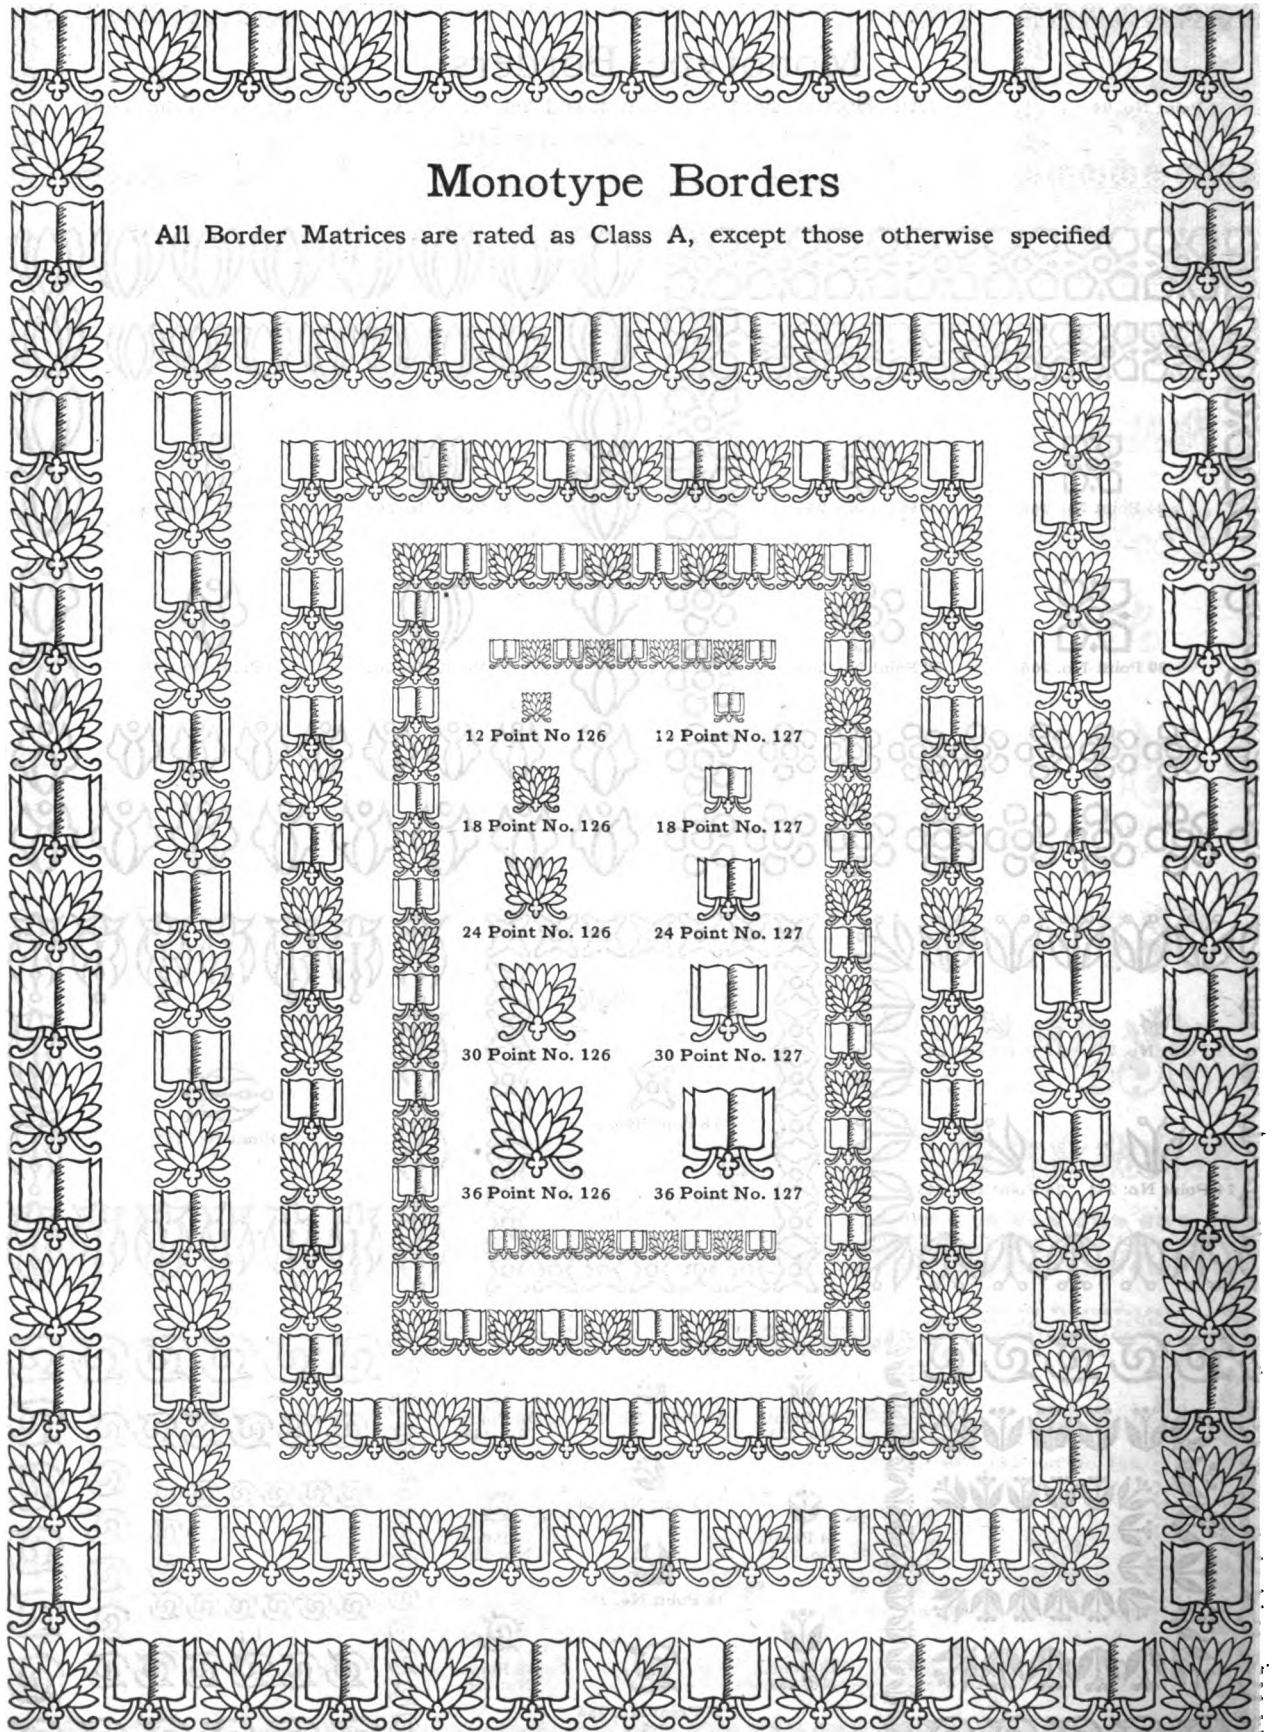 Monotype Borders
All Border Matrices are rated as Class A, except those otherwise specified
12 Point No 126 12 Point No. 127
18 Point No. 126 18 Point No. 127
24 Point No. 126 24 Point No. 127
30 Point No. 126 30 Point No. 127
36 Point No. 126 36 Point No. 127